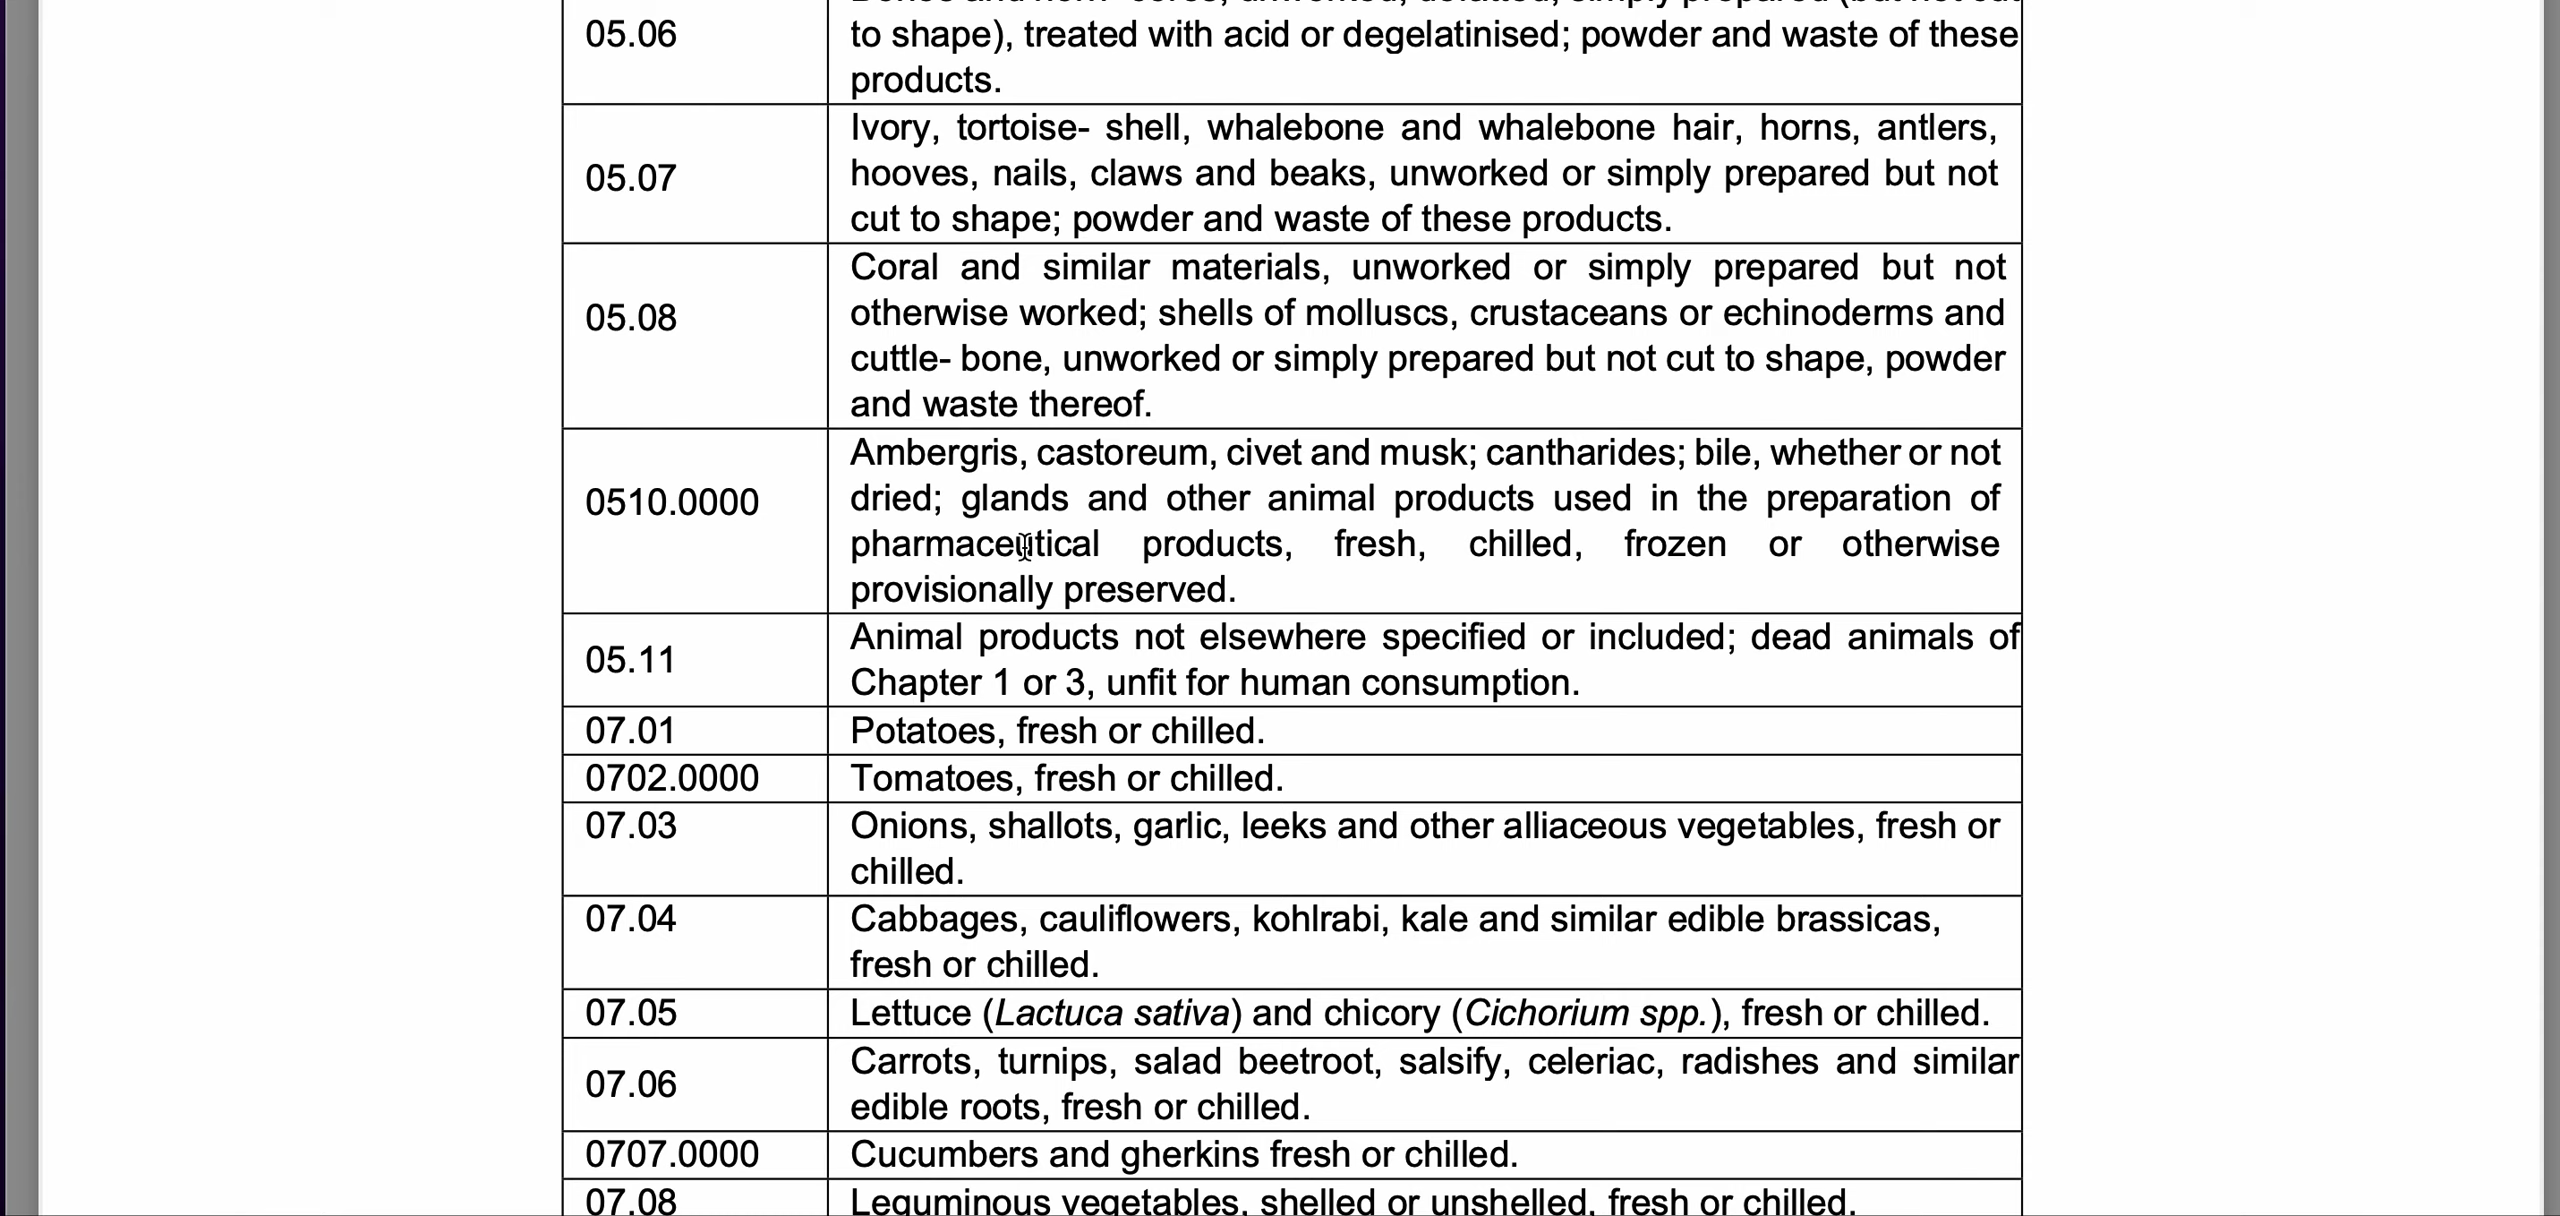 05.06
to shape), treated with acid or degelatinised; powder and waste of these
products.
05.07
Ivory, tortoise- shell, whalebone and whalebone hair, horns, antlers,
hooves, nails, claws and beaks, unworked or simply prepared but not
cut to shape; powder and waste of these products.
05.08
Coral and similar materials, unworked or simply prepared but not
otherwise worked; shells of molluscs, crustaceans or echinoderms and
cuttle- bone, unworked or simply prepared but not cut to shape, powder
and waste thereof.
0510.0000
Ambergris, castoreum, civet and musk; cantharides; bile, whether or not
dried; glands and other animal products used in the preparation of
pharmaceutical products, fresh, chilled, frozen or otherwise
provisionally preserved.
05.11
Animal products not elsewhere specified or included; dead animals of
Chapter 1 or 3, unfit for human consumption.
07.01
Potatoes, fresh or chilled.
0702.0000
Tomatoes, fresh or chilled.
07.03
Onions, shallots, garlic, leeks and other alliaceous vegetables, fresh or
chilled.
07.04
Cabbages, cauliflowers, kohlrabi, kale and similar edible brassicas,
fresh or chilled.
07.05
Lettuce (Lactuca sativa) and chicory (Cichorium spp.), fresh or chilled.
07.06
Carrots, turnips, salad beetroot, salsify, celeriac, radishes and similar
edible roots, fresh or chilled.
0707.0000
Cucumbers and gherkins fresh or chilled.
07.08
Leguminous vegetables, shelled or unshelled, fresh or chilled.